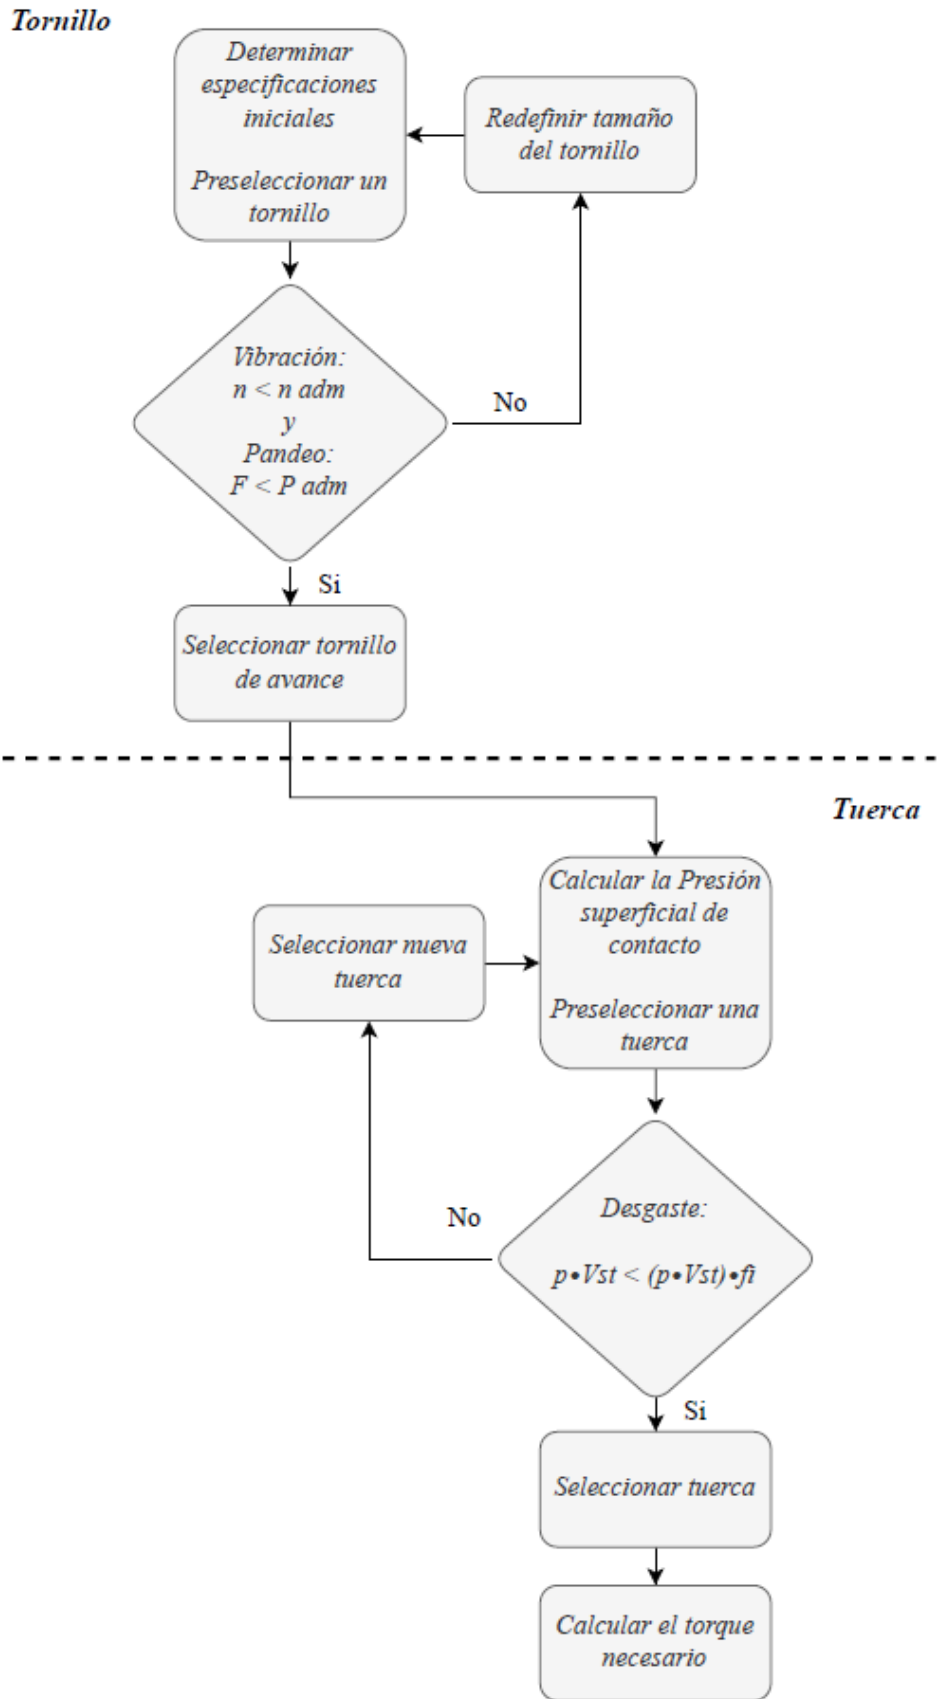 Tornillo
Determinar
especificaciones
iniciales
Preseleccionar un
tornillo
Redefinir tamaño
del tornillo
Vibración:
n < n adm
y
Pandeo:
F < P adm
No
Si
Seleccionar tornillo
de avance
Tuerca
Calcular la Presión
superficial de
contacto
Preseleccionar una
tuerca
Seleccionar nueva
tuerca
Desgaste:
p•Vst < (p•Vst)•fi
No
Si
Seleccionar tuerca
Calcular el torque
necesario